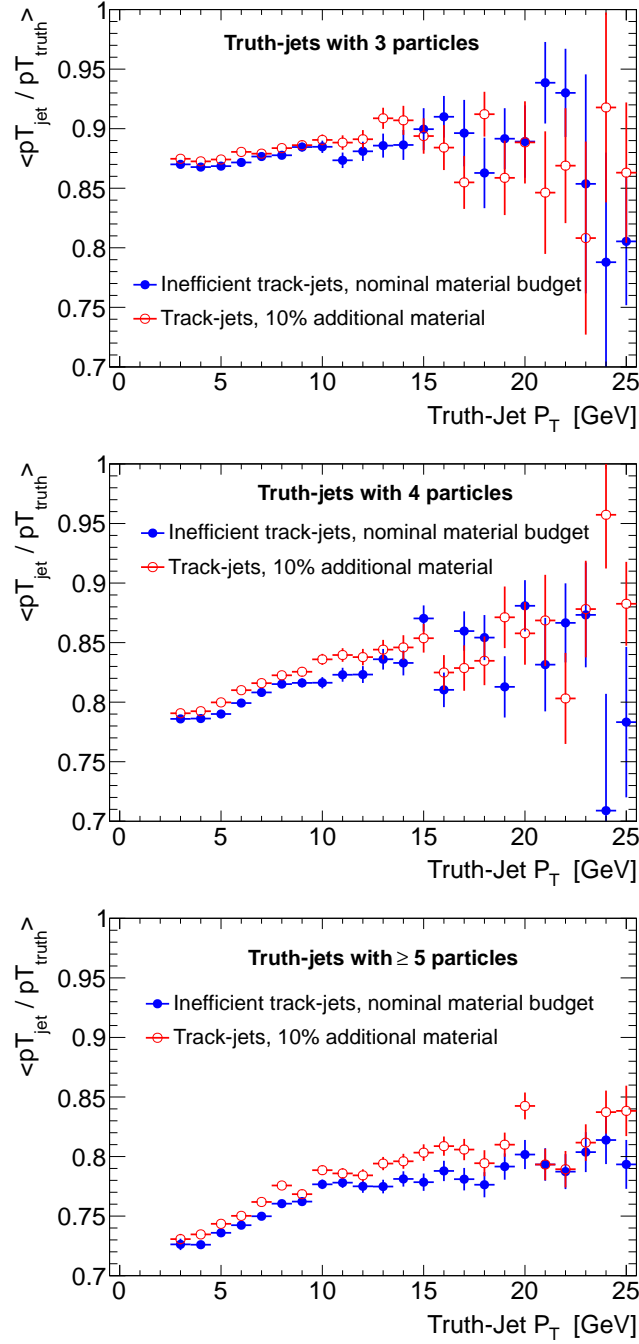 <pT_jet / pT_truth>
1
0.95
0.9
0.85
0.8
0.75
0.7
Truth-jets with 3 particles
Inefficient track-jets, nominal material budget
Track-jets, 10% additional material
0 5 10 15 20 25
Truth-Jet P_T [GeV]
<pT_jet / pT_truth>
1
0.95
0.9
0.85
0.8
0.75
0.7
Truth-jets with 4 particles
Inefficient track-jets, nominal material budget
Track-jets, 10% additional material
0 5 10 15 20 25
Truth-Jet P_T [GeV]
<pT_jet / pT_truth>
1
0.95
0.9
0.85
0.8
0.75
0.7
Truth-jets with ≥ 5 particles
Inefficient track-jets, nominal material budget
Track-jets, 10% additional material
0 5 10 15 20 25
Truth-Jet P_T [GeV]